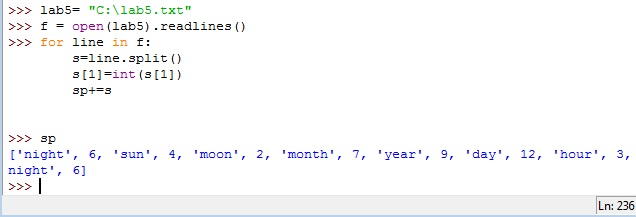 >>> lab5= "C:\lab5.txt"
>>> f = open(lab5).readlines()
>>> for line in f:
        s=line.split()
        s[1]=int(s[1])
        sp+=s
>>> sp
['night', 6, 'sun', 4, 'moon', 2, 'month', 7, 'year', 9, 'day', 12, 'hour', 3,
night', 6]
>>>
Ln: 236